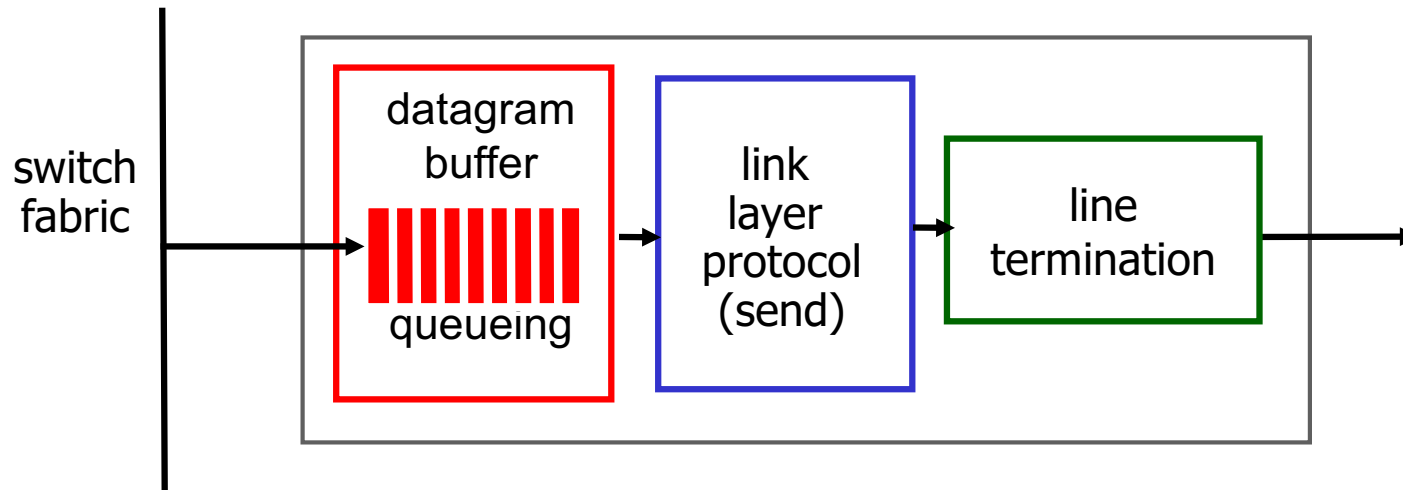 switch
fabric
datagram
buffer
queueing
link
layer
protocol
(send)
line
termination